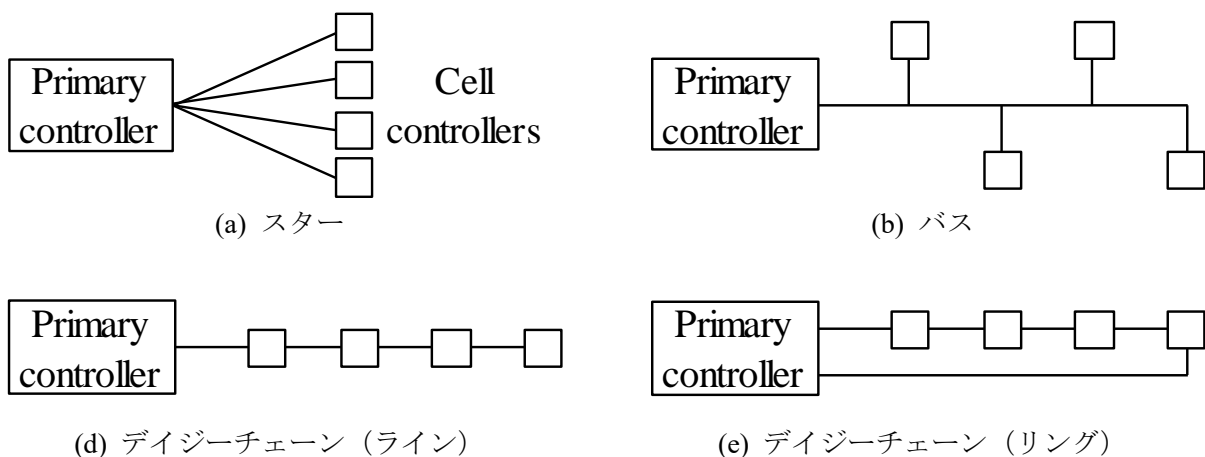 Primary
controller
Cell
controllers
(a) スター
Primary
controller
(b) バス
Primary
controller
(d) デイジーチェーン（ライン）
Primary
controller
(e) デイジーチェーン（リング）